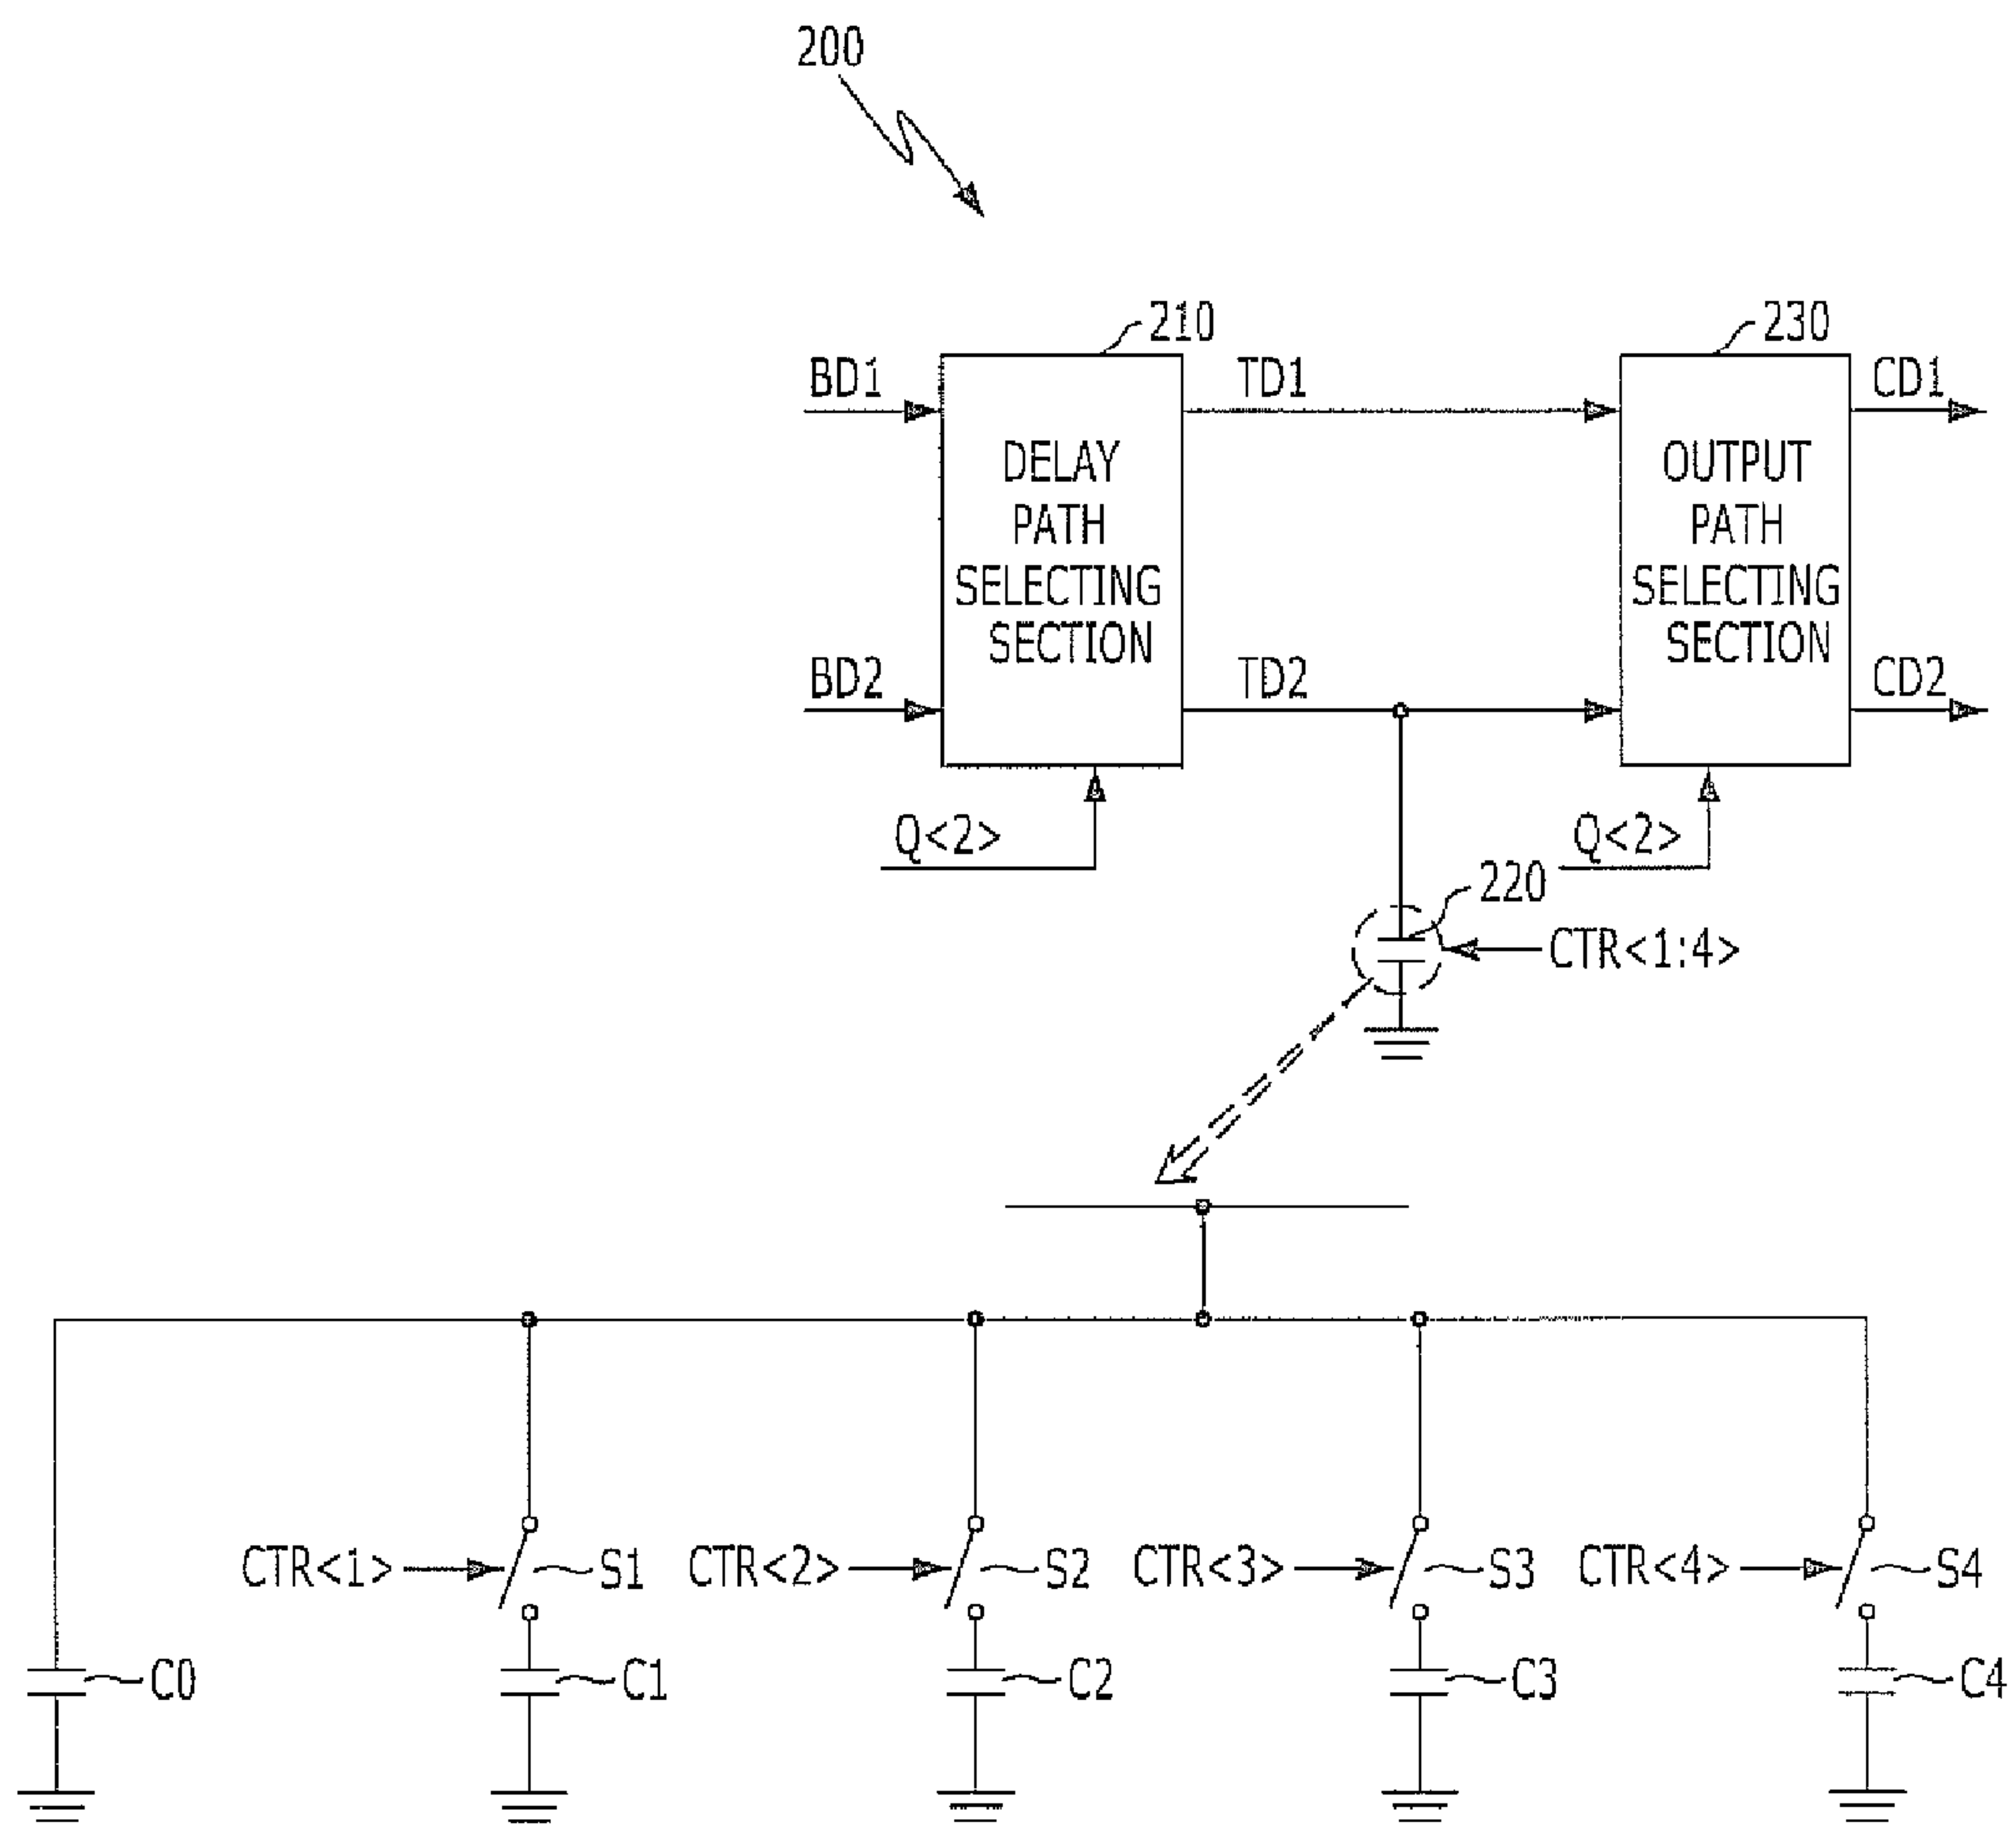 200
210
230
BD1
TD1
CD1
DELAY
PATH
SELECTING
SECTION
OUTPUT
PATH
SELECTING
SECTION
BD2
TD2
CD2
Q<2>
Q<2>
220
CTR<1:4>
CTR<1>
S1
CTR<2>
S2
CTR<3>
S3
CTR<4>
S4
C0
C1
C2
C3
C4